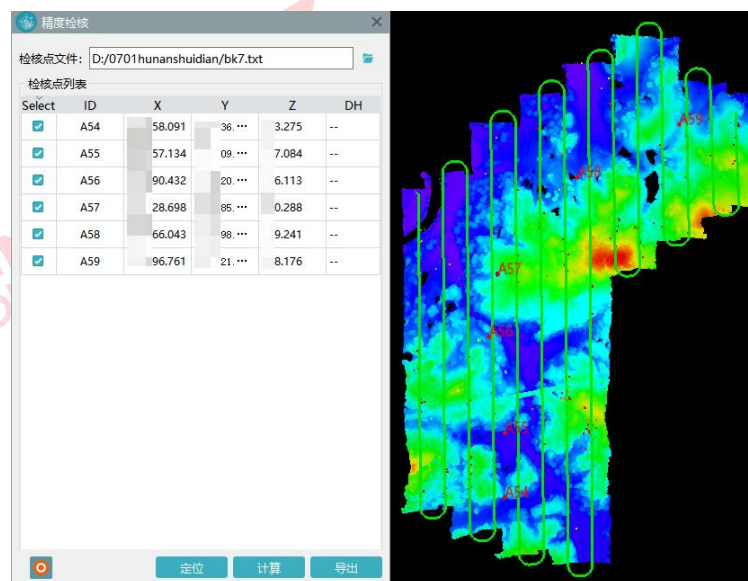 精度检核
检核点文件: D:/0701hunanshuidian/bk7.txt
检核点列表
Select ID X Y Z DH
A54 58.091 36. ··· 3.275 --
A55 57.134 09. ··· 7.084 --
A56 90.432 20. ··· 6.113 --
A57 28.698 85. ··· 0.288 --
A58 66.043 98. ··· 9.241 --
A59 96.761 21. ··· 8.176 --
定位 计算 导出
A59
A58
A57
A56
A55
A54